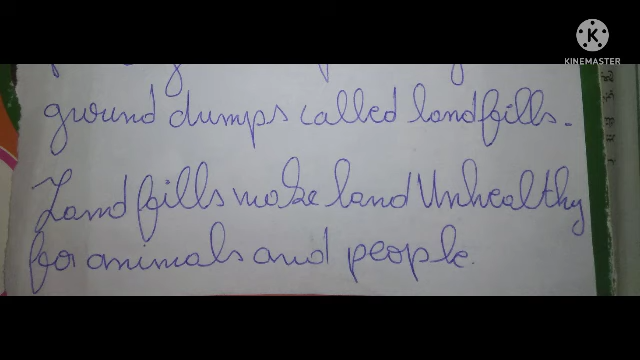 KINEMASTER
ground dumps called landfills.
Landfills make land Unhealthy
for animals and people.